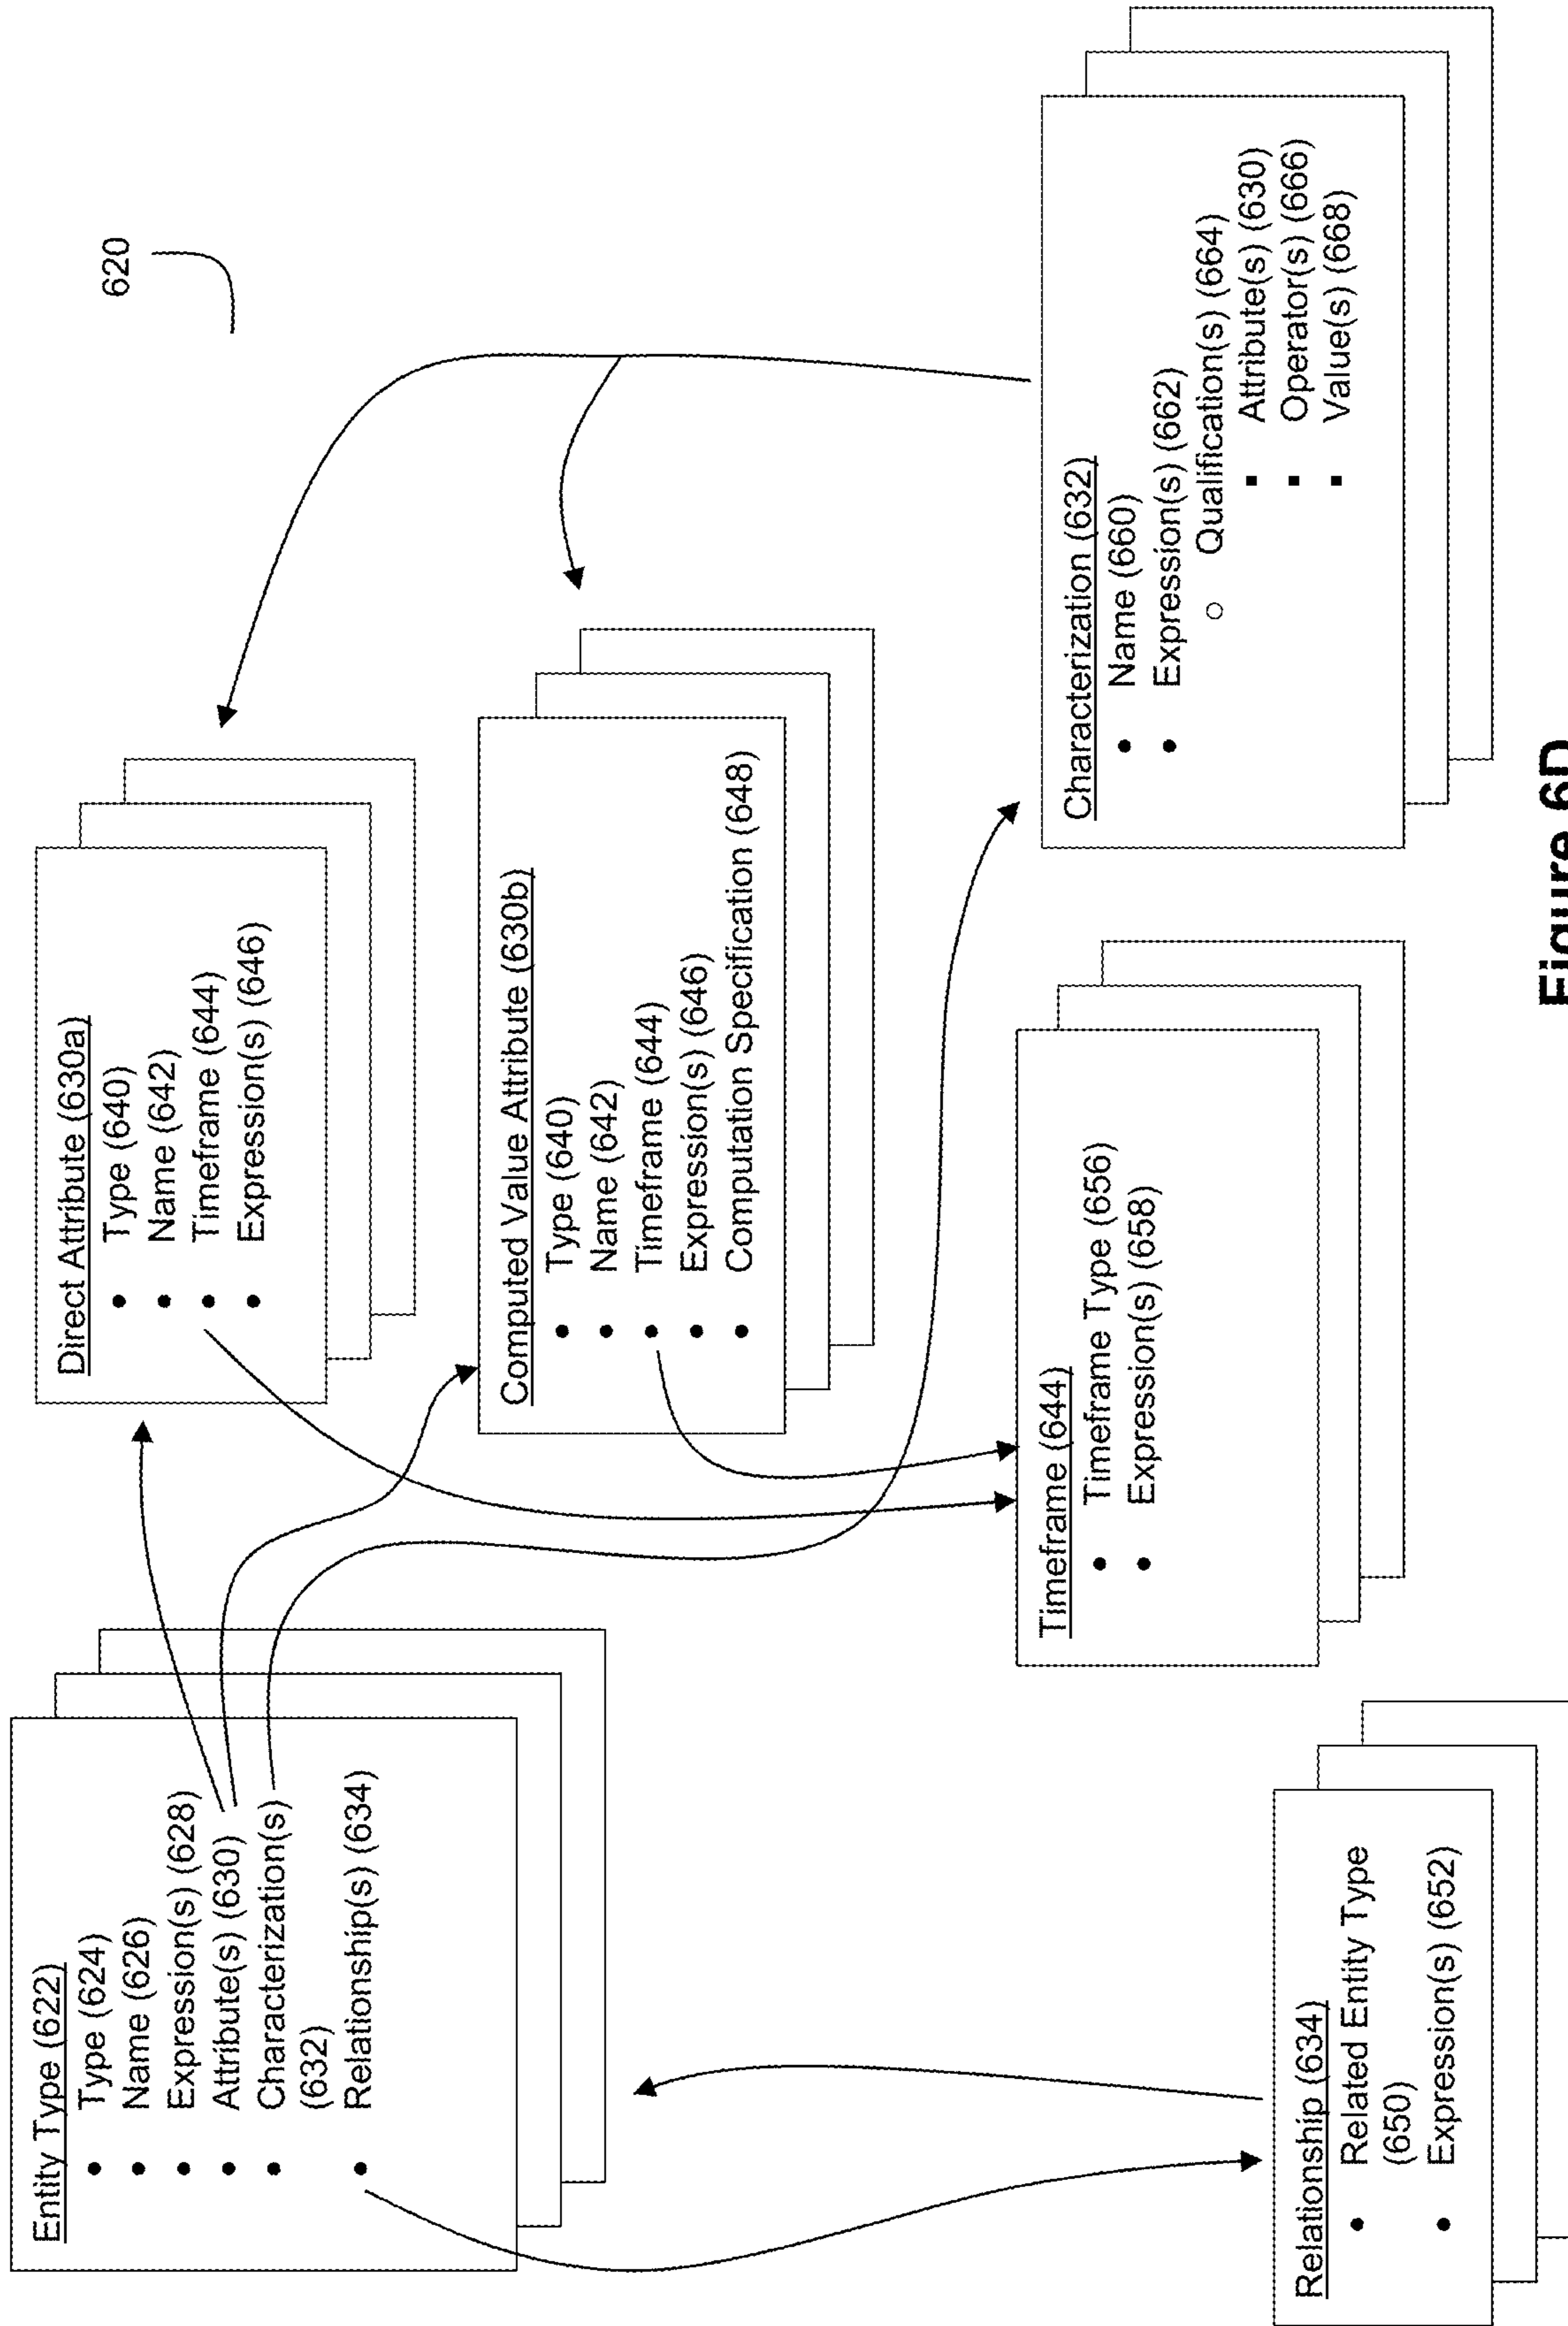 620
Entity Type (622)
• Type (624)
• Name (626)
• Expression(s) (628)
• Attribute(s) (630)
• Characterization(s)
(632)
• Relationship(s) (634)
Direct Attribute (630a)
• Type (640)
• Name (642)
• Timeframe (644)
• Expression(s) (646)
Computed Value Attribute (630b)
• Type (640)
• Name (642)
• Timeframe (644)
• Expression(s) (646)
• Computation Specification (648)
Relationship (634)
• Related Entity Type
(650)
• Expression(s) (652)
Timeframe (644)
• Timeframe Type (656)
• Expression(s) (658)
Characterization (632)
• Name (660)
• Expression(s) (662)
○ Qualification(s) (664)
▪ Attribute(s) (630)
▪ Operator(s) (666)
▪ Value(s) (668)
Figure 6D